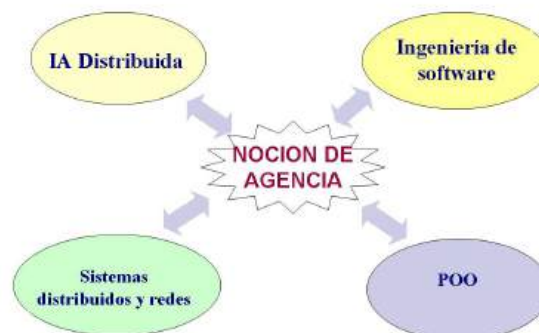 IA Distribuida
Ingeniería de
software
NOCION DE
AGENCIA
Sistemas
distribuidos y redes
POO